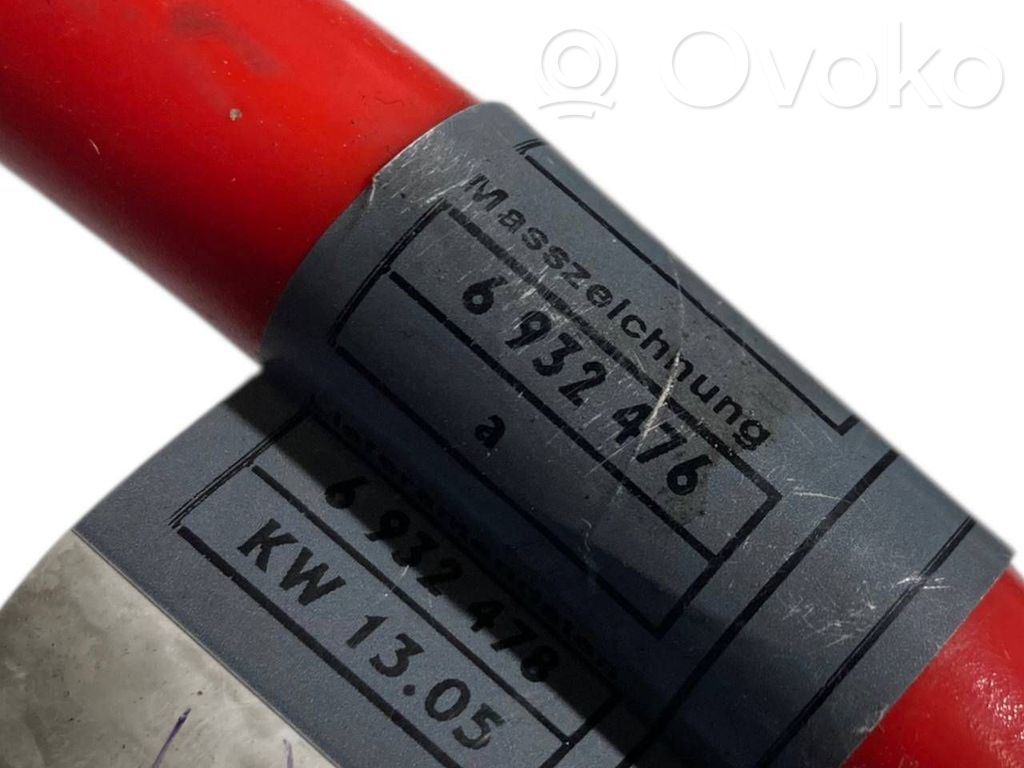 Ovoko
Masszeichnung
6 932 476
a
6 932 478
KW 13.05